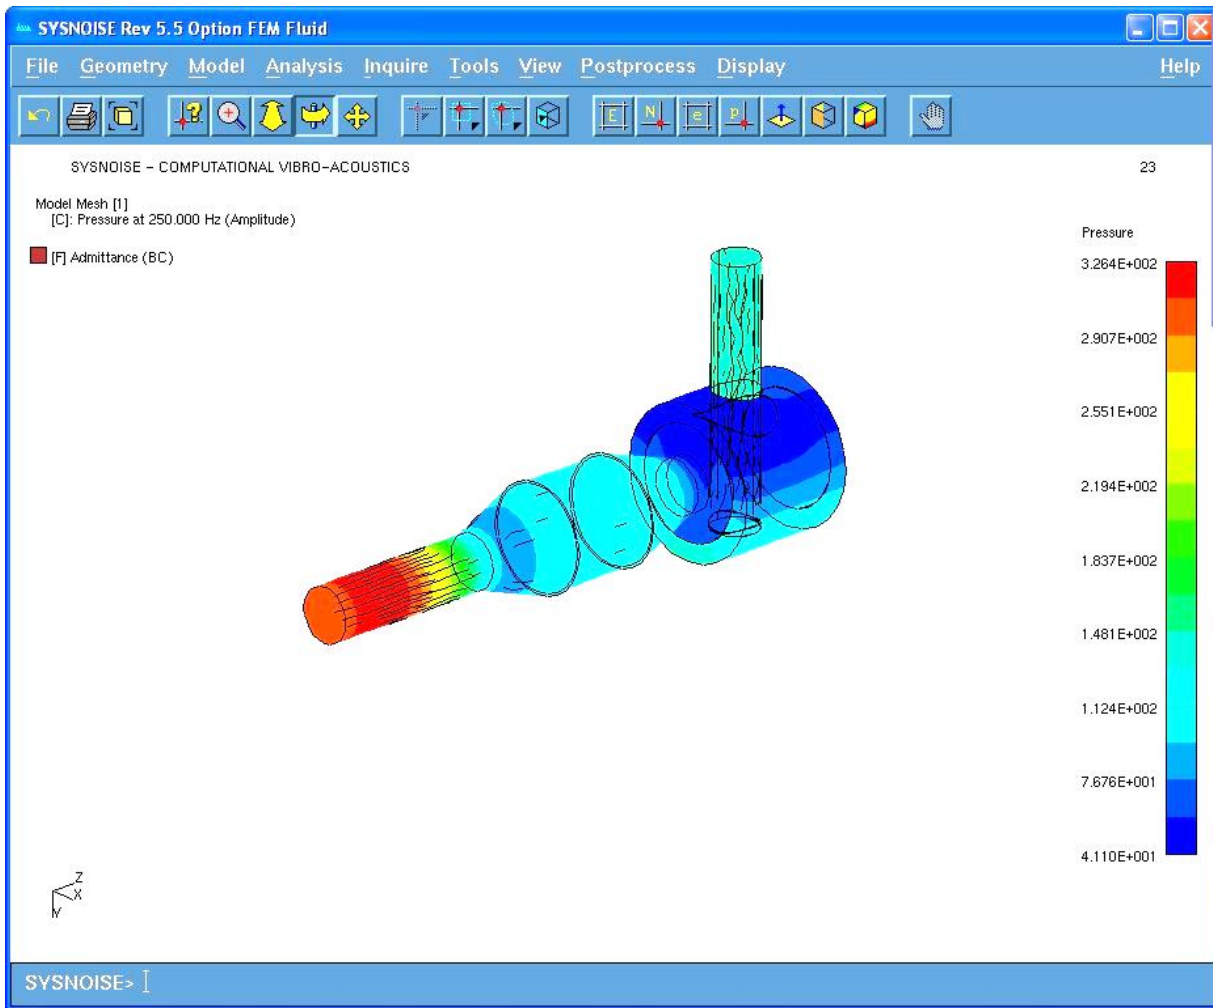 SYSNOISE Rev 5.5 Option FEM Fluid
File Geometry Model Analysis Inquire Tools View Postprocess Display Help
? E N e p
SYSNOISE - COMPUTATIONAL VIBRO-ACOUSTICS 23
Model Mesh [1]
[C]: Pressure at 250.000 Hz (Amplitude)
[F] Admittance (BC)
Pressure
3.264E+002
2.907E+002
2.551E+002
2.194E+002
1.837E+002
1.481E+002
1.124E+002
7.676E+001
4.110E+001
Z
X
Y
SYSNOISE>